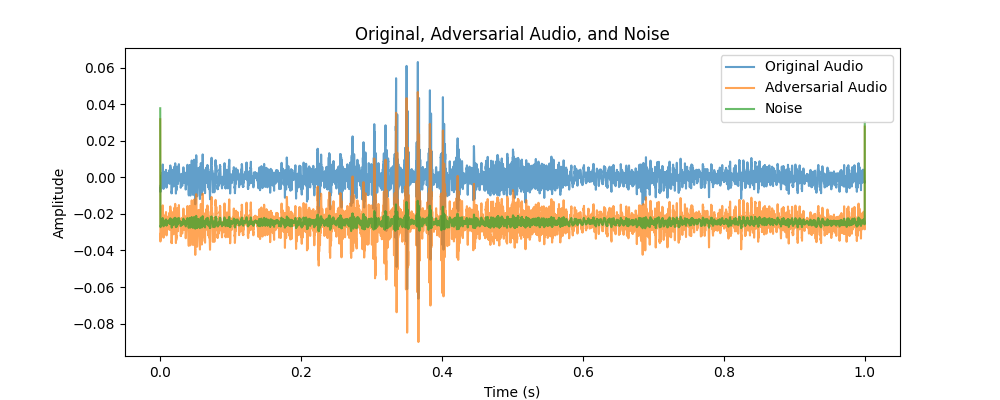 Original, Adversarial Audio, and Noise
Original Audio
Adversarial Audio
Noise
Amplitude
0.06
0.04
0.02
0.00
−0.02
−0.04
−0.06
−0.08
0.0 0.2 0.4 0.6 0.8 1.0
Time (s)